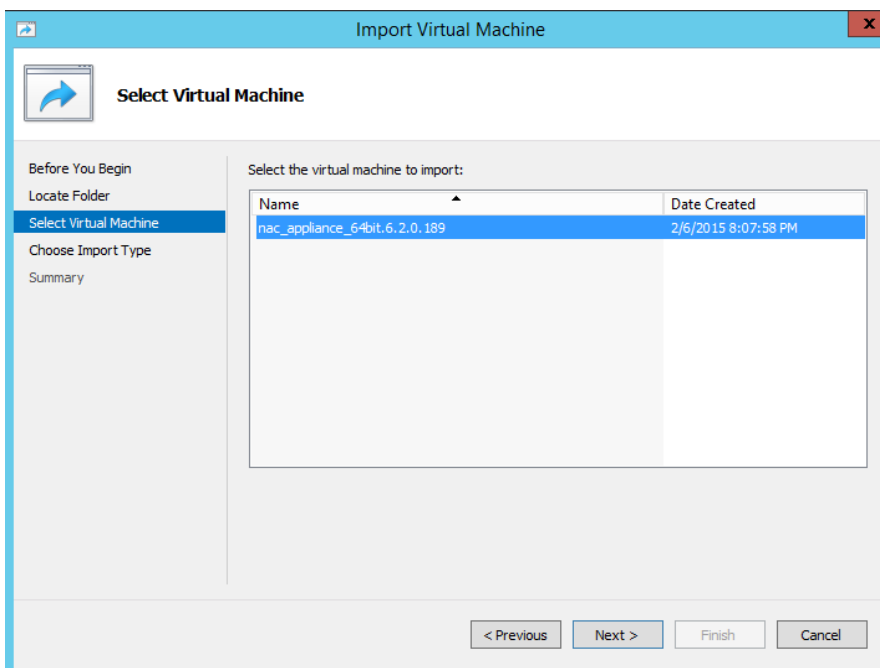 Import Virtual Machine
x
Select Virtual Machine
Before You Begin
Locate Folder
Select Virtual Machine
Choose Import Type
Summary
Select the virtual machine to import:
Name Date Created
nac_appliance_64bit.6.2.0.189 2/6/2015 8:07:58 PM
< Previous Next > Finish Cancel